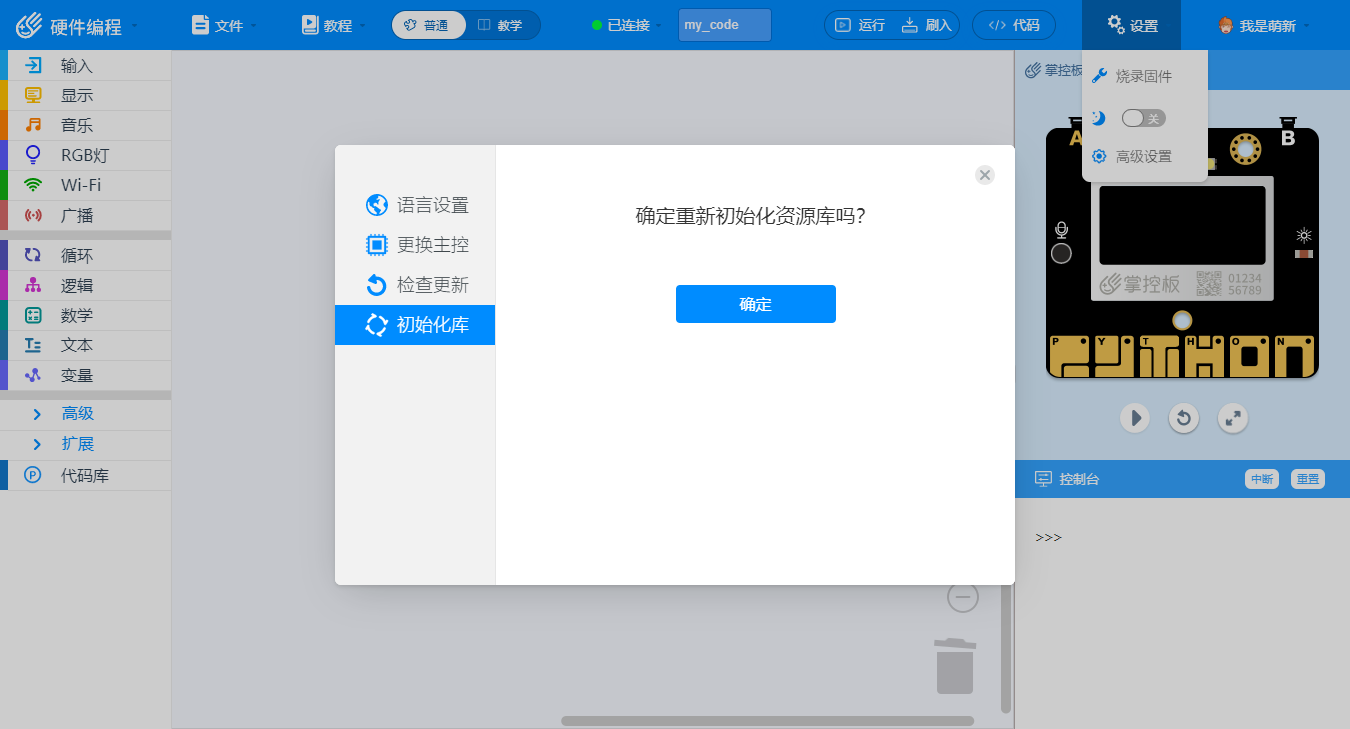 硬件编程
文件
教程
普通
教学
已连接
my_code
运行
刷入
代码
设置
我是萌新
输入
显示
音乐
RGB灯
Wi-Fi
广播
循环
逻辑
数学
文本
变量
高级
扩展
P
代码库
语言设置
更换主控
检查更新
初始化库
确定重新初始化资源库吗?
确定
掌控板
烧录固件
关
高级设置
A
B
掌控板
01234
56789
P Y T H O N
控制台
中断
重置
>>>